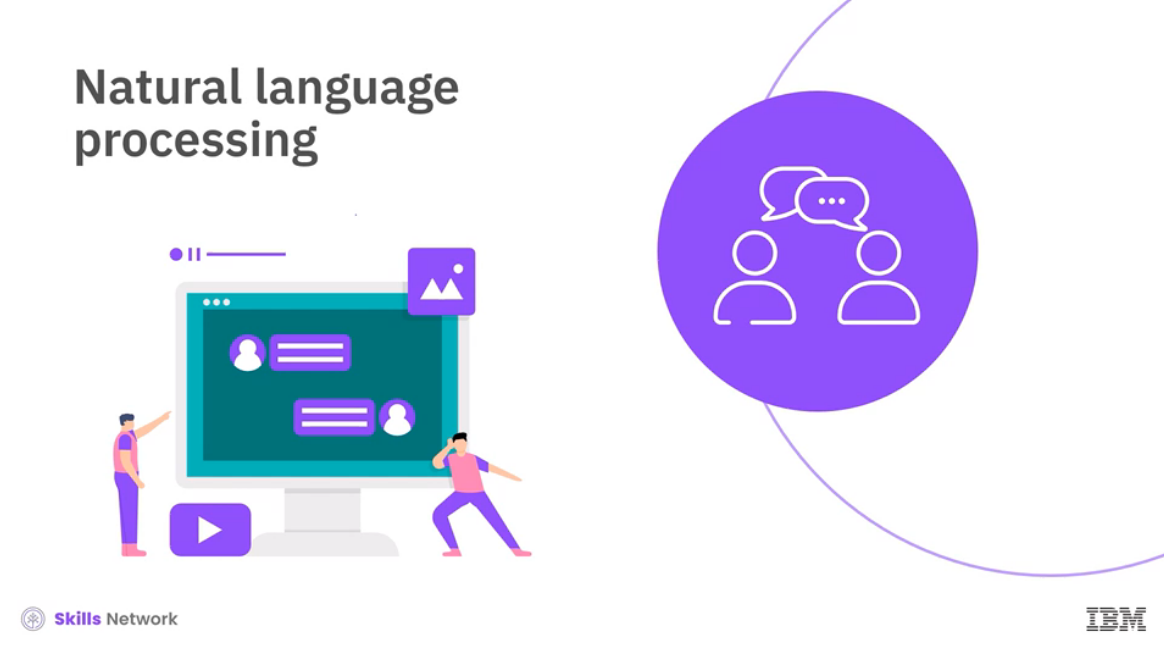 Natural language
processing
Skills Network
IBM